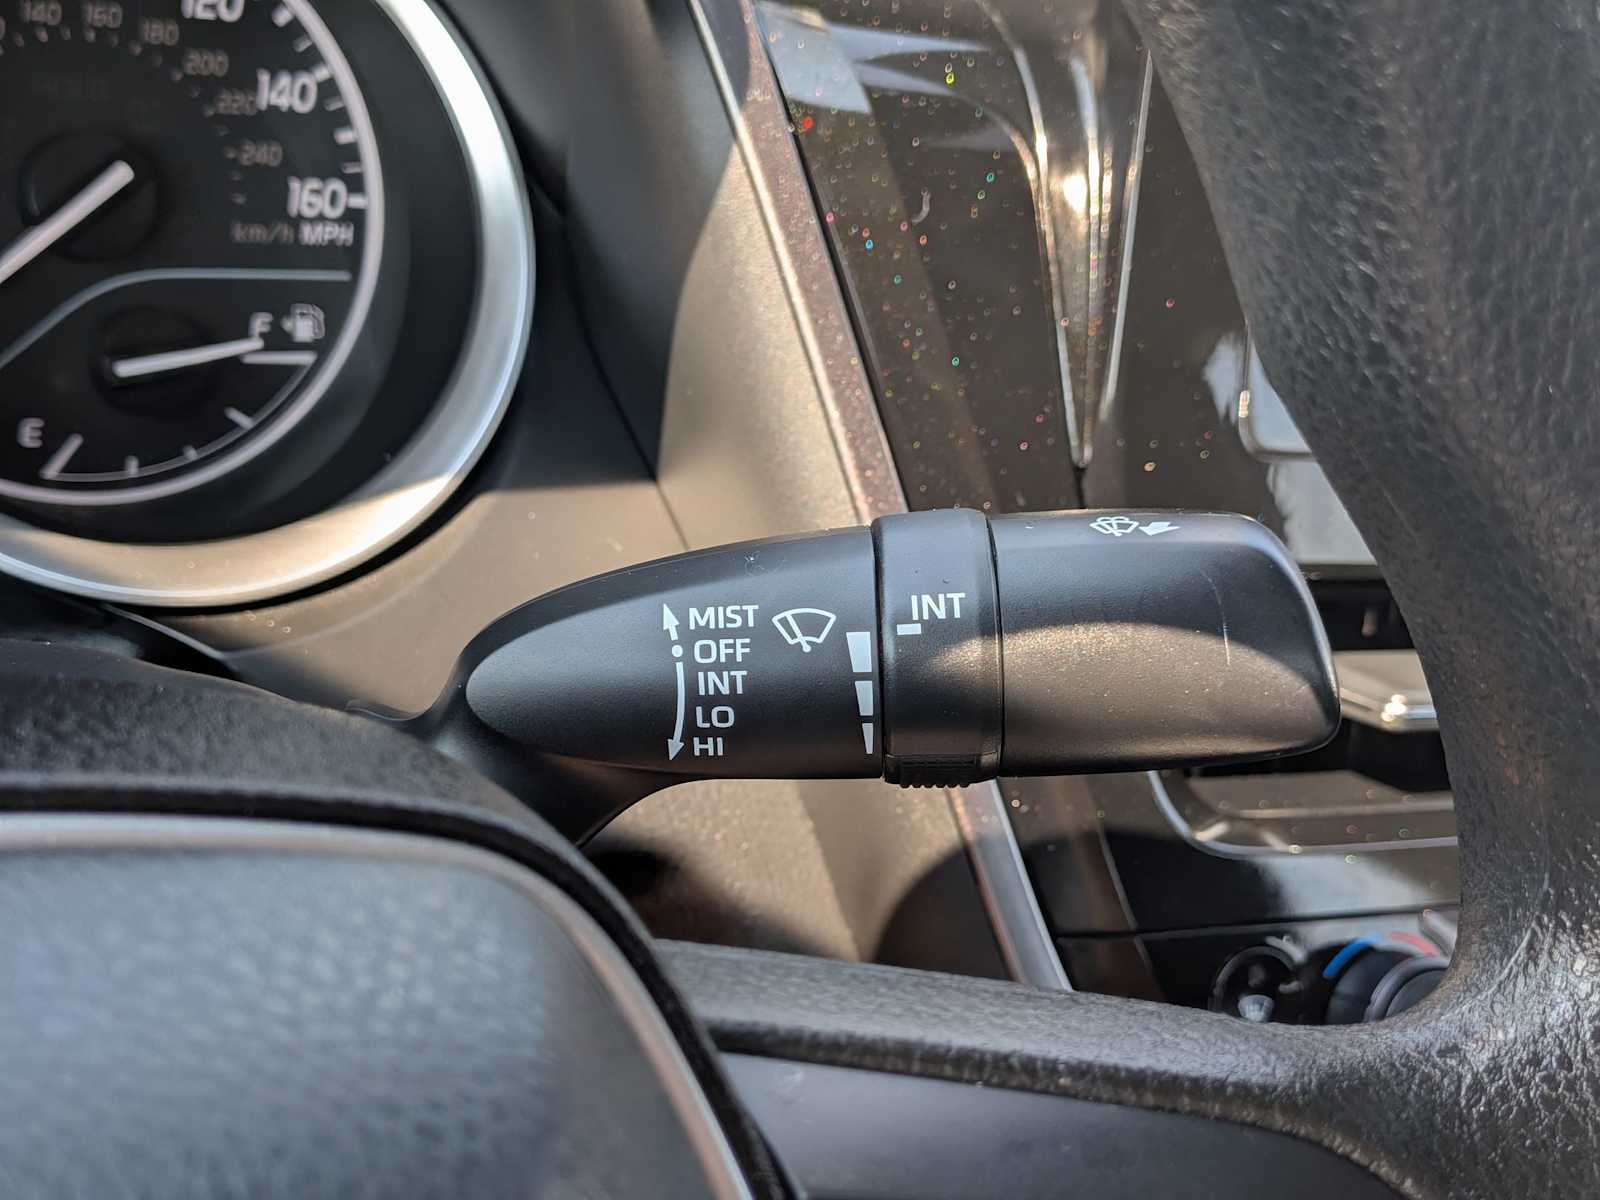 140
160
180
200
220
240
120
140
160
km/h MPH
F
E
MIST
OFF
INT
LO
HI
INT